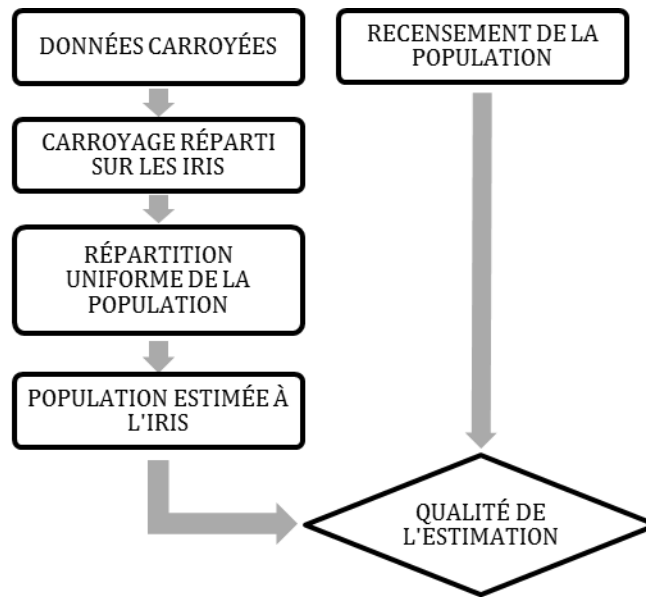 DONNÉES CARROYÉES
RECENSEMENT DE LA
POPULATION
CARROYAGE RÉPARTI
SUR LES IRIS
RÉPARTITION
UNIFORME DE LA
POPULATION
POPULATION ESTIMÉE À
L'IRIS
QUALITÉ DE
L'ESTIMATION